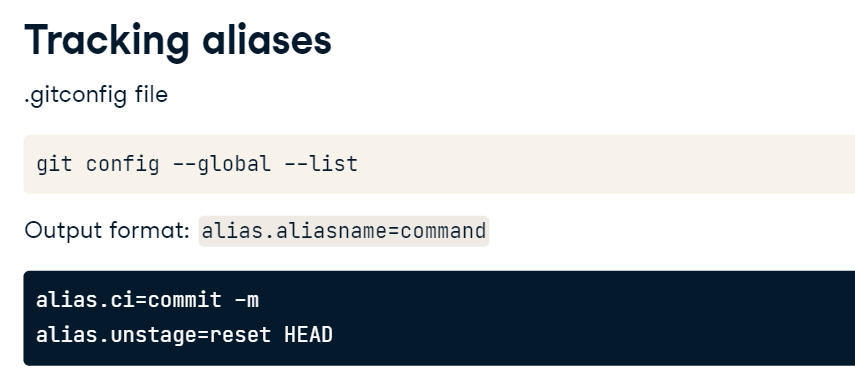 Tracking aliases
.gitconfig file
git config --global --list
Output format: alias.aliasname=command
alias.ci=commit -m
alias.unstage=reset HEAD